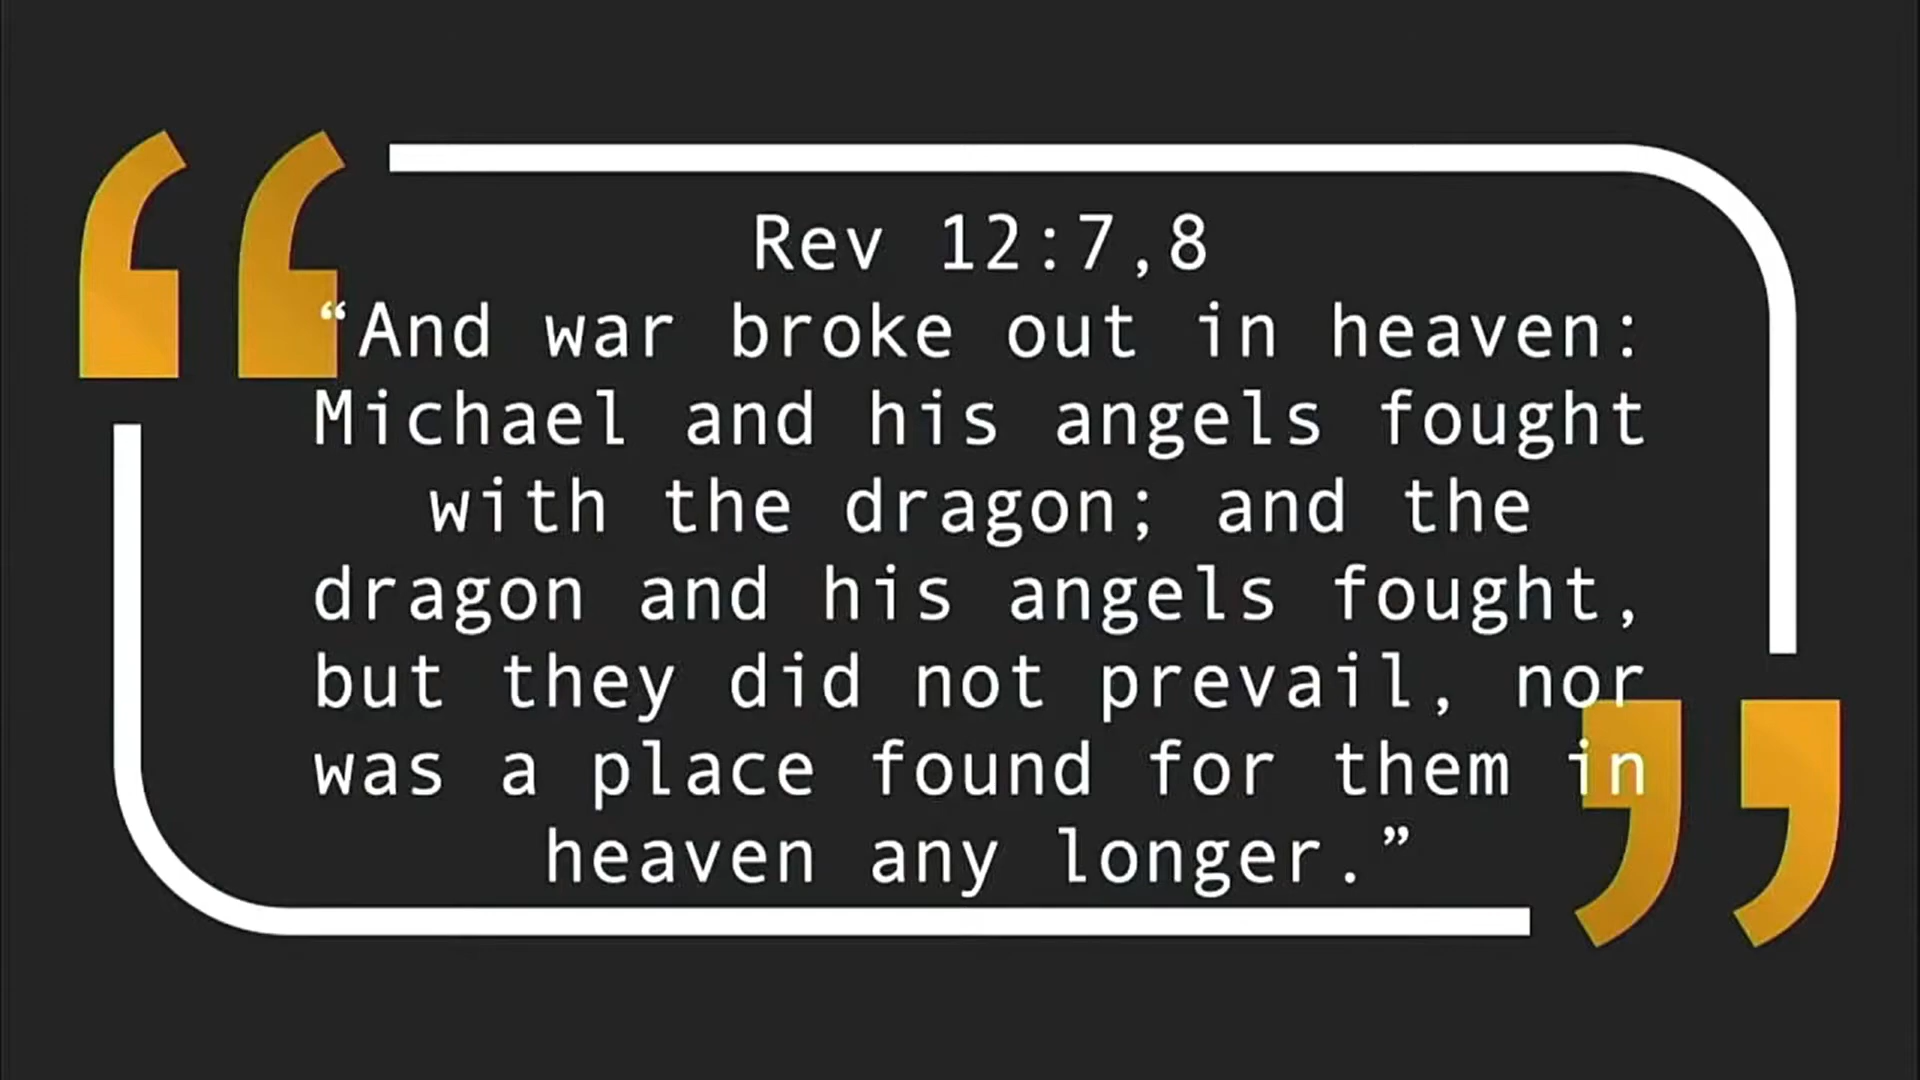 Rev 12:7,8
“And war broke out in heaven:
Michael and his angels fought
with the dragon; and the
dragon and his angels fought,
but they did not prevail, nor
was a place found for them in
heaven any longer.”